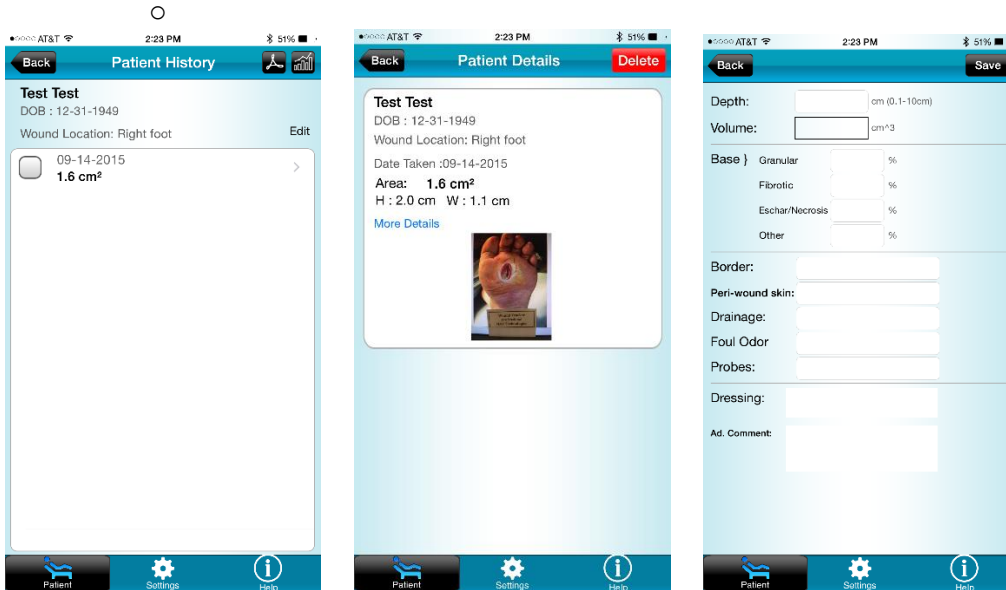 AT&T 2:23 PM 51%
Back Patient History
Test Test
DOB : 12-31-1949
Wound Location: Right foot Edit
09-14-2015
1.6 cm²
Patient Settings Help
AT&T 2:23 PM 51%
Back Patient Details Delete
Test Test
DOB : 12-31-1949
Wound Location: Right foot
Date Taken :09-14-2015
Area: 1.6 cm²
H : 2.0 cm W : 1.1 cm
More Details
Patient Settings Help
AT&T 2:23 PM 51%
Back Save
Depth: cm (0.1-10cm)
Volume: cm^3
Base } Granular %
Fibrotic %
Eschar/Necrosis %
Other %
Border:
Peri-wound skin:
Drainage:
Foul Odor
Probes:
Dressing:
Ad. Comment:
Patient Settings Help